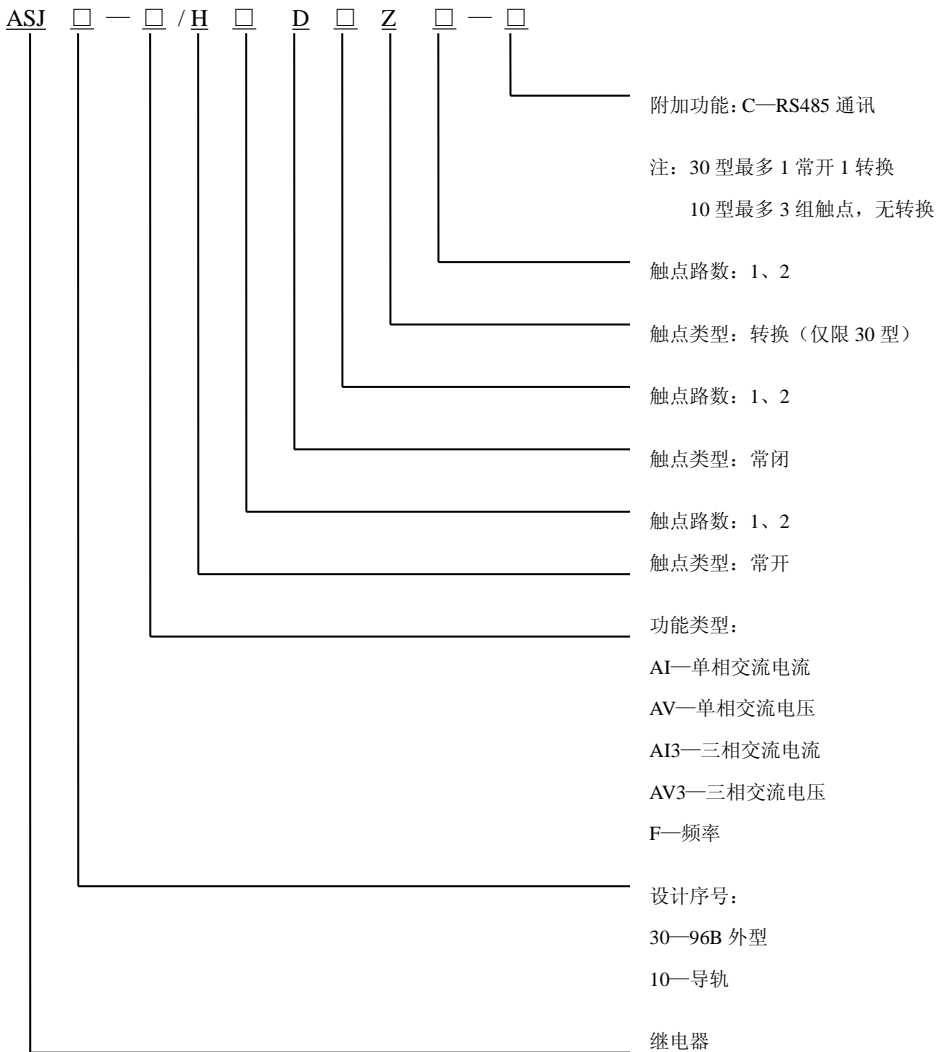 ASJ □ — □ / H □ D □ Z □ — □
附加功能：C—RS485 通讯
注：30 型最多 1 常开 1 转换
10 型最多 3 组触点，无转换
触点路数：1、2
触点类型：转换（仅限 30 型）
触点路数：1、2
触点类型：常闭
触点路数：1、2
触点类型：常开
功能类型：
AI—单相交流电流
AV—单相交流电压
AI3—三相交流电流
AV3—三相交流电压
F—频率
设计序号：
30—96B 外型
10—导轨
继电器